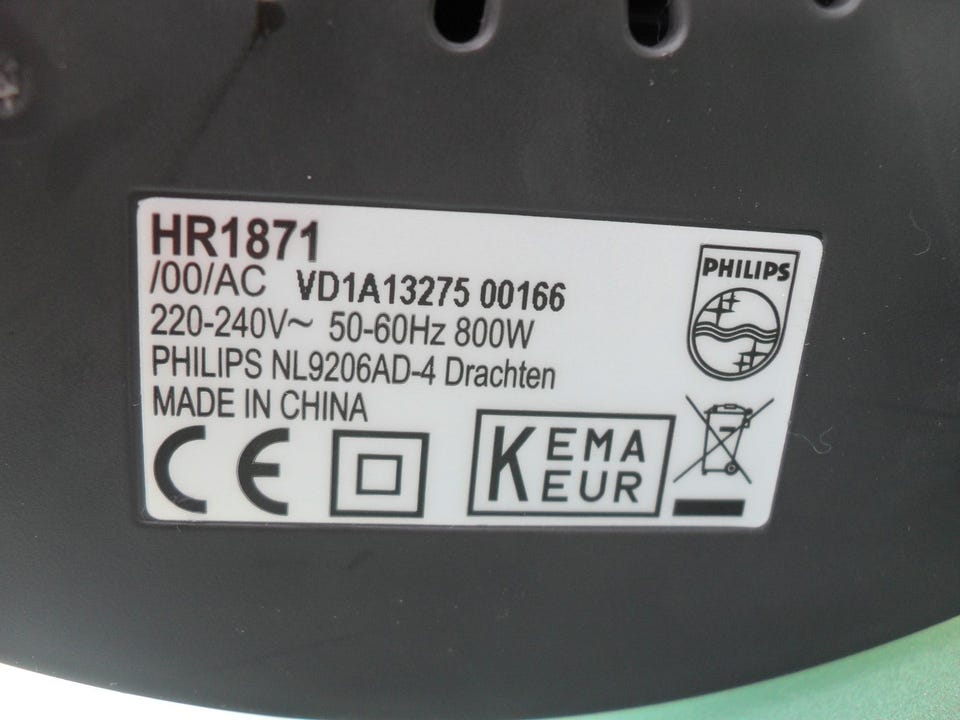 HR1871
/00/AC VD1A13275 00166
220-240V~ 50-60Hz 800W
PHILIPS NL9206AD-4 Drachten
MADE IN CHINA
PHILIPS
CE
KEMA
EUR